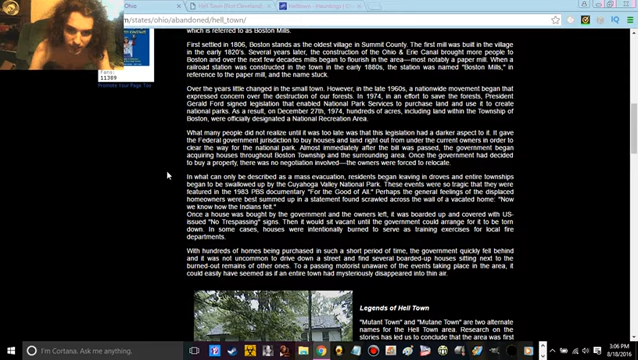 Ohio
Hell Town (First Cleveland
/states/ohio/abandoned/hell_town/
which is referred to as Boston Mills.
Fans:
11389
Promote Your Page Too
First settled in 1806, Boston stands as the oldest village in Summit County. The first mill was built in the village
in the early 1820's. Several years later, the construction of the Ohio & Erie Canal brought more people to
Boston and over the next few decades mills began to flourish in the area—most notably a paper mill. When a
railroad station was constructed in the town in the early 1880s, the station was named "Boston Mills," in
reference to the paper mill, and the name stuck.
Over the years little changed in the small town. However, in the late 1960s, a nationwide movement began that
expressed concern over the destruction of our forests. In 1974, in an effort to save the forests, President
Gerald Ford signed legislation that enabled National Park Services to purchase land and use it to create
national parks. As a result, on December 27th, 1974, hundreds of acres, including land within the Township of
Boston, were officially designated a National Recreation Area.
What many people did not realize until it was too late was that this legislation had a darker aspect to it. It gave
the Federal government jurisdiction to buy houses and land right out from under the current owners in order to
clear the way for the national park. Almost immediately after the bill was passed, the government began
acquiring houses throughout Boston Township and the surrounding area. Once the government had decided
to buy a property, there was no negotiation involved—the owners were forced to relocate.
In what can only be described as a mass evacuation, residents began leaving in droves and entire townships
began to be swallowed up by the Cuyahoga Valley National Park. These events were so tragic that they were
featured in the 1983 PBS documentary "For the Good of All." Perhaps the general feelings of the displaced
homeowners were best summed up in a statement found scrawled across the wall of a vacated home: "Now
we know how the Indians felt."
Once a house was bought by the government and the owners left, it was boarded up and covered with US-
issued "No Trespassing" signs. Then it would sit vacant until the government could arrange for it to be torn
down. In some cases, houses were intentionally burned to serve as training exercises for local fire
departments.
With hundreds of homes being purchased in such a short period of time, the government quickly fell behind
and it was not uncommon to drive down a street and find several boarded-up houses sitting next to the
burned-out remains of other ones. To a passing motorist unaware of the events taking place in the area, it
could easily have seemed as if an entire town had mysteriously disappeared into thin air.
Legends of Hell Town
"Mutant Town" and "Mutane Town" are two alternate
names for the Hell Town area. Research on the
stories has led us to conclude that the area was first
I'm Cortana. Ask me anything.
3:06 PM
8/18/2016